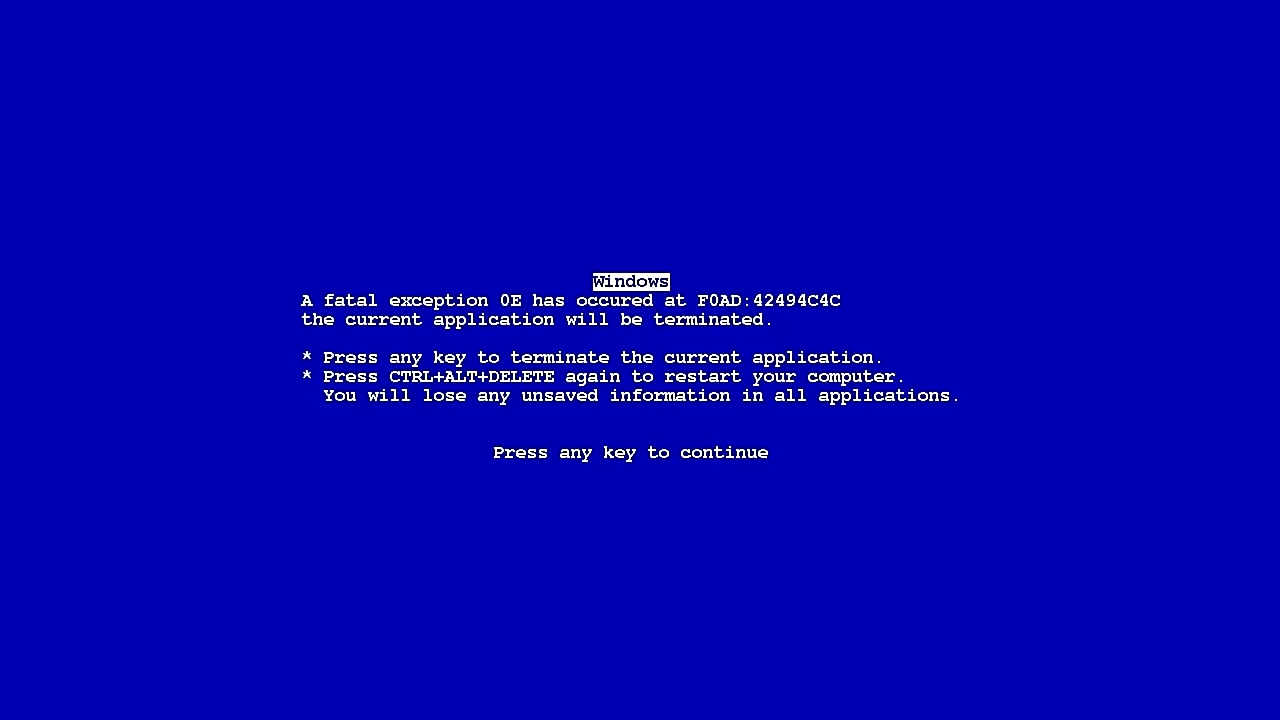 Windows
A fatal exception 0E has occured at F0AD:42494C4C
the current application will be terminated.
* Press any key to terminate the current application.
* Press CTRL+ALT+DELETE again to restart your computer.
You will lose any unsaved information in all applications.
Press any key to continue